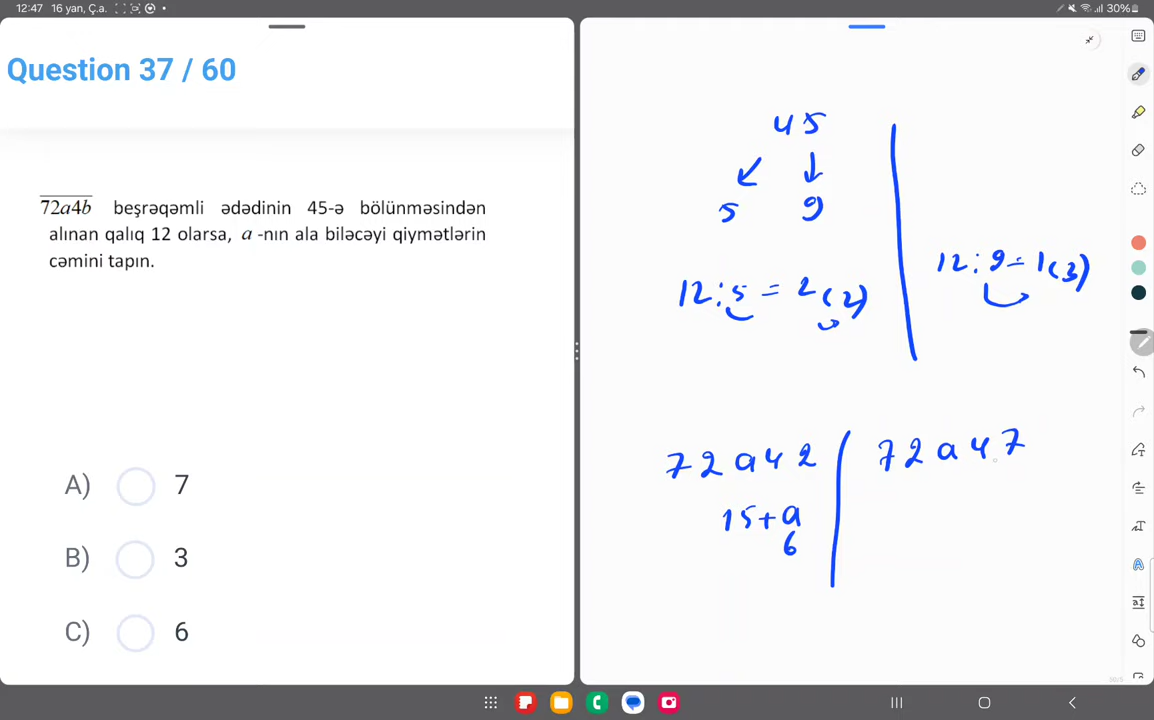 12:47 16 yan, Ç.a. 30%
Question 37 / 60
72a4b beşrəqəmli ədədinin 45-ə bölünməsindən
alınan qalıq 12 olarsa, a -nın ala biləcəyi qiymətlərin
cəmini tapın.
A) 7
B) 3
C) 6
45
5 9
12:5=2(2)
12:9=1(3)
72a42
15+a
6
72a47